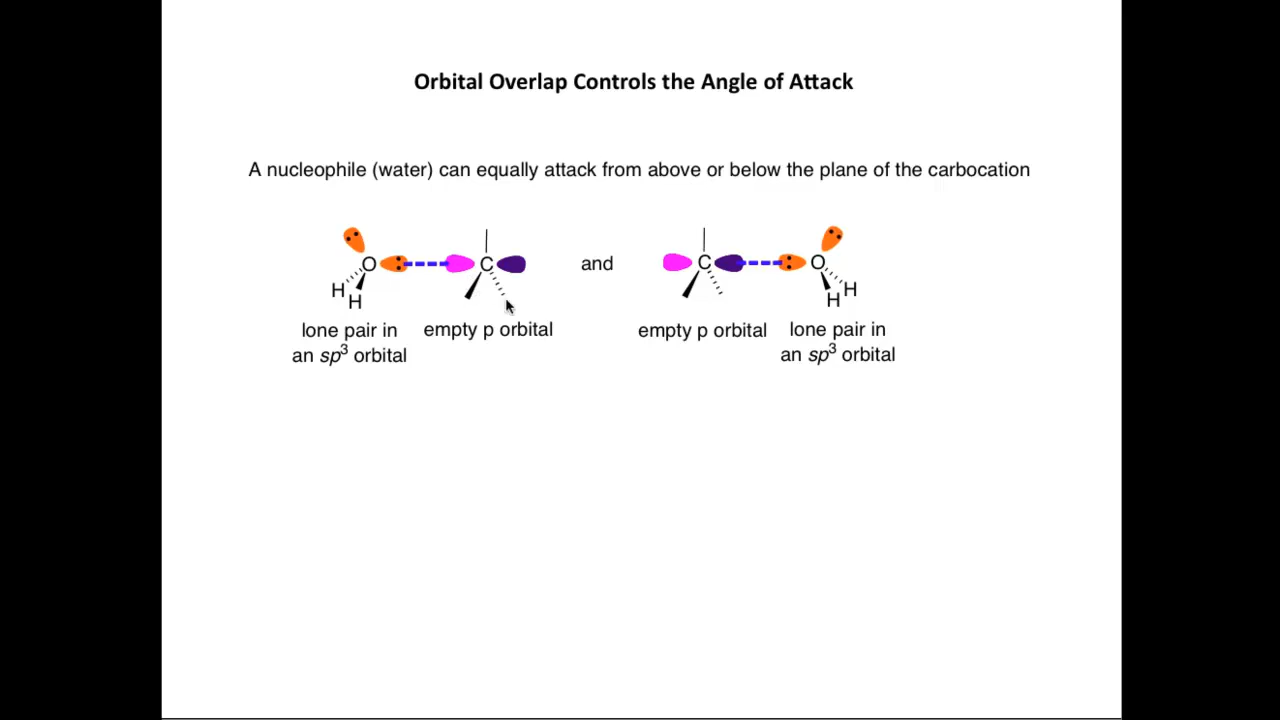 Orbital Overlap Controls the Angle of Attack
A nucleophile (water) can equally attack from above or below the plane of the carbocation
O C and C O
H H H H
lone pair in empty p orbital empty p orbital lone pair in
an sp³ orbital an sp³ orbital